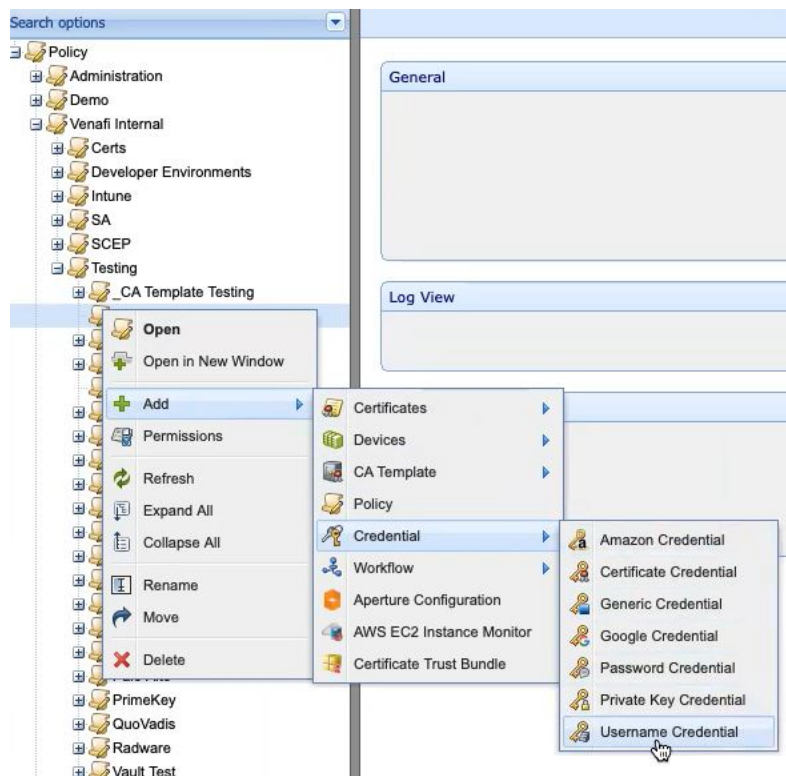 Search options
Policy
Administration
Demo
Venafi Internal
Certs
Developer Environments
Intune
SA
SCEP
Testing
_CA Template Testing
PrimeKey
QuoVadis
Radware
Vault Test
Open
Open in New Window
Add
Permissions
Refresh
Expand All
Collapse All
Rename
Move
Delete
Certificates
Devices
CA Template
Policy
Credential
Workflow
Aperture Configuration
AWS EC2 Instance Monitor
Certificate Trust Bundle
Amazon Credential
Certificate Credential
Generic Credential
Google Credential
Password Credential
Private Key Credential
Username Credential
General
Log View